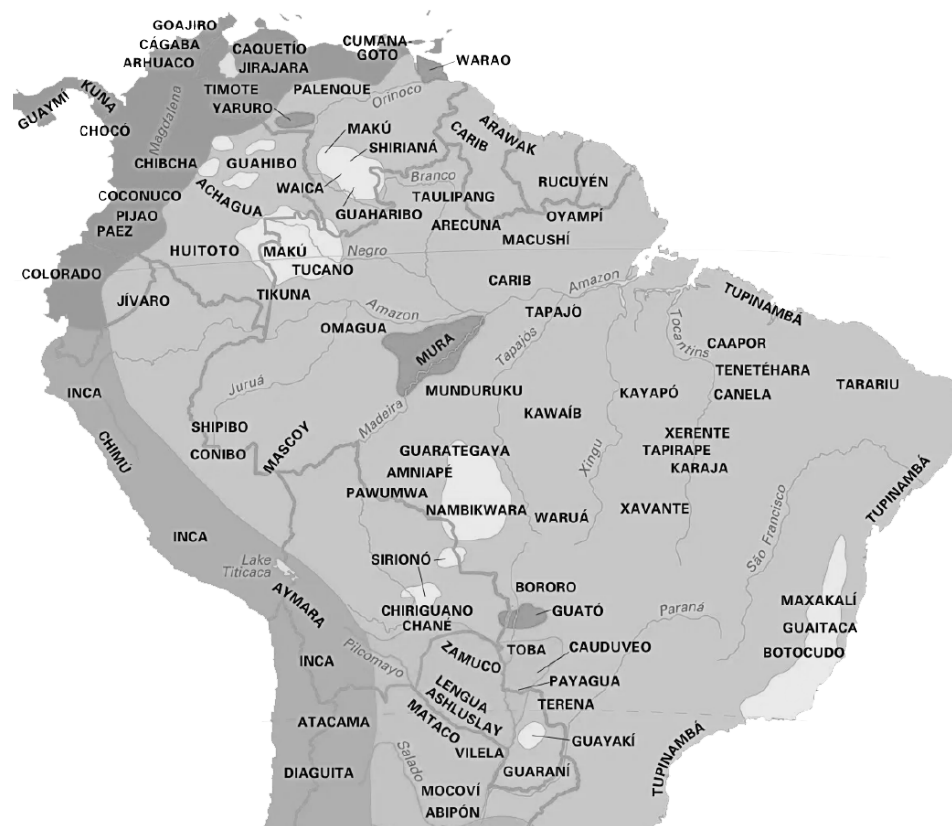 GOAJIRO
CÁGABA
ARHUACO
CAQUETÍO
JIRAJARA
CUMANA-
GOTO
WARAO
TIMOTE
YARURO
PALENQUE
Orinoco
GUAYMÍ
KUNA
CHOCÓ
Magdalena
MAKÚ
SHIRIANÁ
CARIB
ARAWAK
CHIBCHA
GUAHIBO
WAICA
Branco
RUCUYÉN
ACHAGUA
TAULIPANG
COCONUCO
GUAHARIBO
OYAMPÍ
PIJAO
ARECUNA
PAEZ
MACUSHÍ
HUITOTO
MAKÚ
Negro
TUCANO
COLORADO
CARIB
Amazon
JÍVARO
TIKUNA
TAPAJO
TUPINAMBÁ
Amazon
OMAGUA
MURA
Tapajós
Tocantins
CAAPOR
TENETÉHARA
TARARIU
Juruá
INCA
MUNDURUKU
KAYAPÓ
CANELA
Madeira
KAWAÍB
SHIPIBO
CONIBO
MASCOY
CHIMÚ
GUARATEGAYA
Xingu
XERENTE
TAPIRAPE
KARAJA
AMNIAPÉ
PAWUMWA
NAMBIKWARA
WARUÁ
XAVANTE
TUPINAMBÁ
São Francisco
INCA
Lake
Titicaca
SIRIONÓ
AYMARA
BORORO
CHIRIGUANO
CHANÉ
GUATÓ
Paraná
MAXAKALÍ
GUAITACA
BOTOCUDO
Pilcomayo
ZAMUCO
TOBA
CAUDUVEO
INCA
PAYAGUA
LENGUA
ASHLUSLAY
TERENA
ATACAMA
MATACO
VILELA
GUAYAKÍ
TUPINAMBÁ
DIAGUITA
Salado
GUARANÍ
MOCOVÍ
ABIPÓN